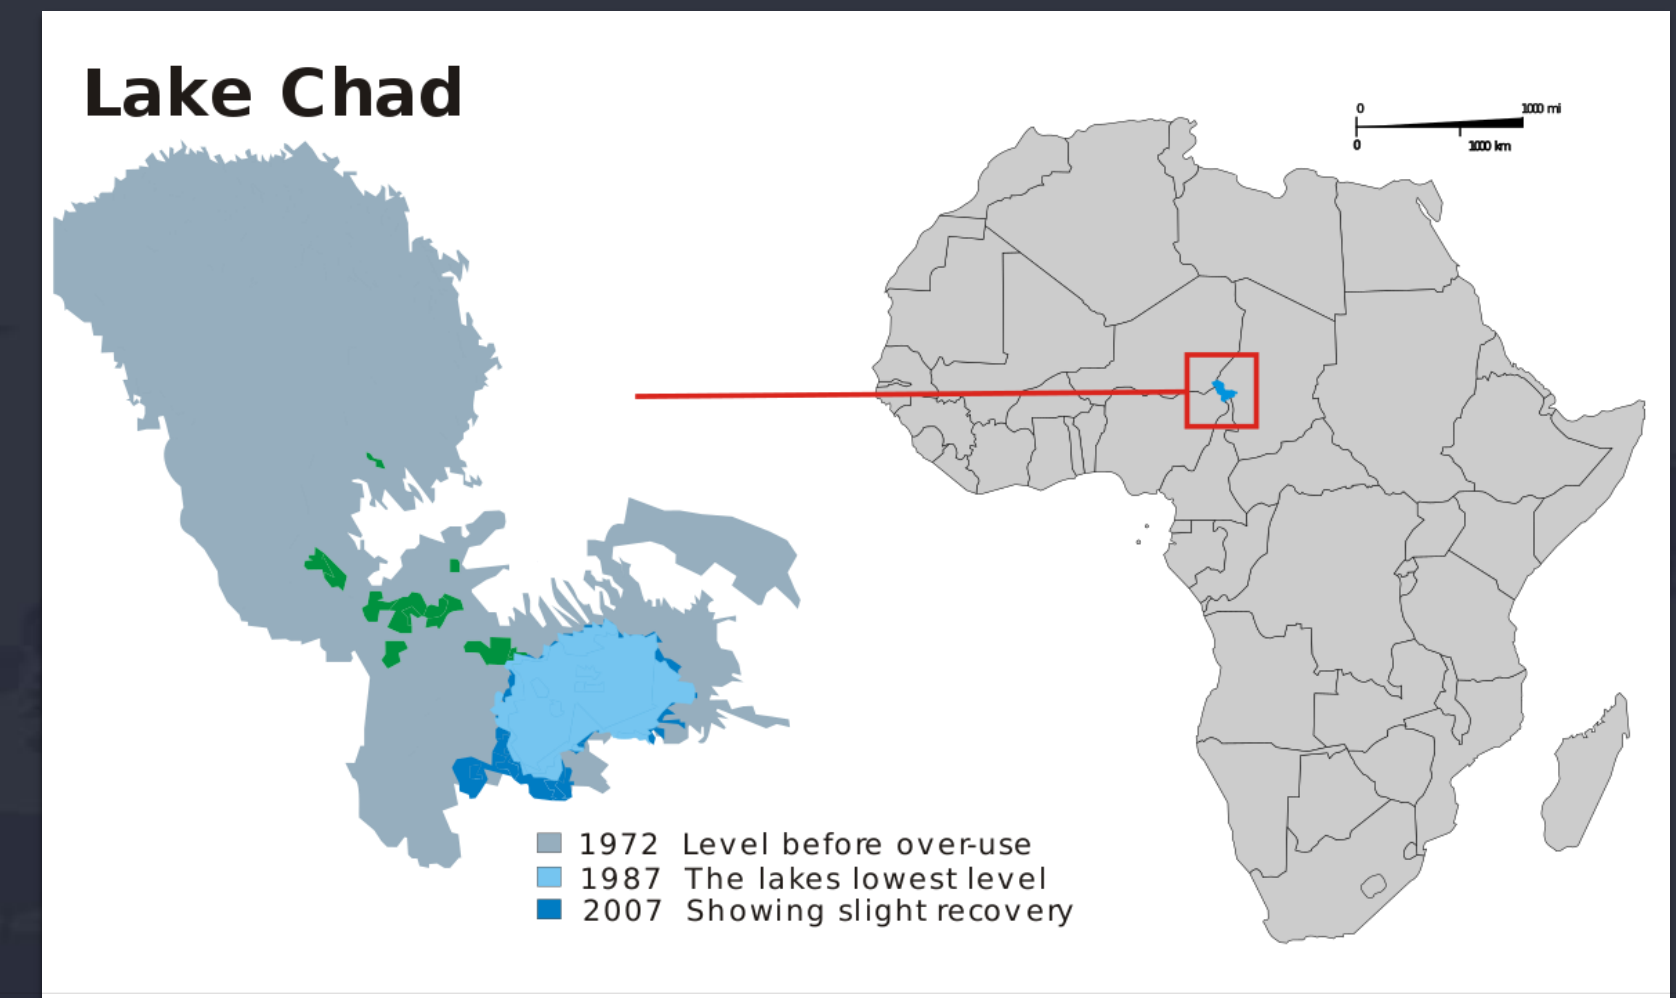 Lake Chad
0 1000 mi
0 1000 km
1972 Level before over-use
1987 The lakes lowest level
2007 Showing slight recovery